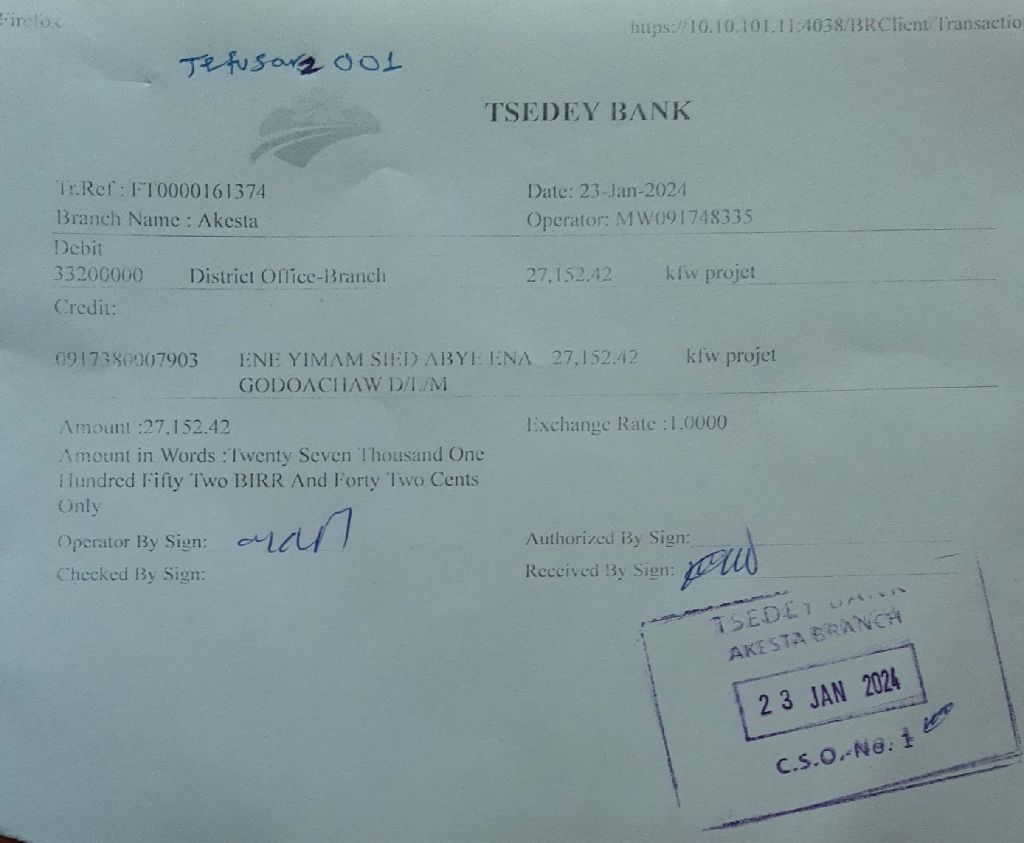 Firefox https://10.10.101.11:4038/BRClient/Transactio
001
TSEDEY BANK
Tr.Ref : FT0000161374 Date: 23-Jan-2024
Branch Name : Akesta Operator: MW091748335
Debit
33200000 District Office-Branch 27,152.42 kfw projet
Credit:
0917380007903 ENE YIMAM SIED ABYE ENA 27,152.42 kfw projet
GODOACHAW D/L/M
Amount :27,152.42 Exchange Rate :1.0000
Amount in Words :Twenty Seven Thousand One
Hundred Fifty Two BIRR And Forty Two Cents
Only
Operator By Sign: Authorized By Sign:
Checked By Sign: Received By Sign:
TSEDEY BANK
AKESTA BRANCH
23 JAN 2024
C.S.O.-No. 1